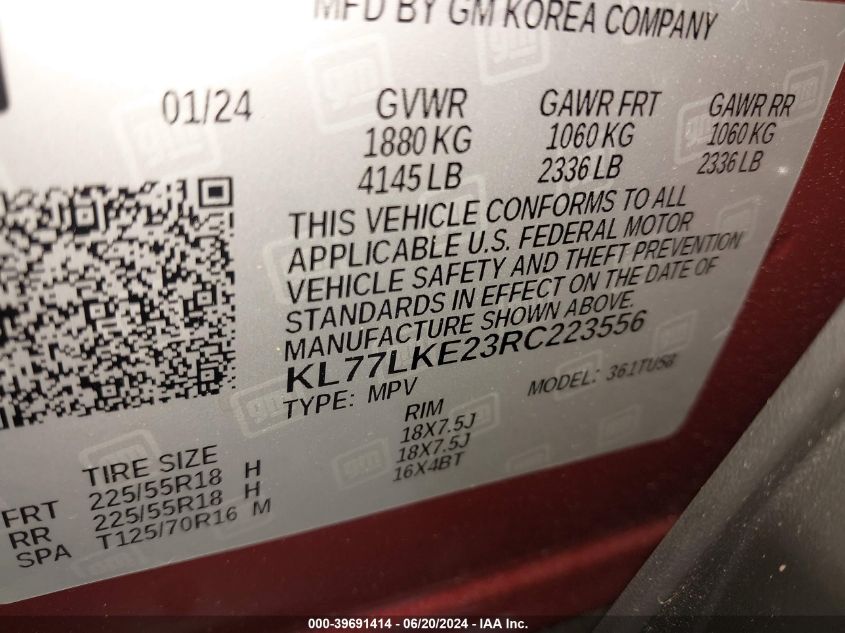 MFD BY GM KOREA COMPANY
01/24 GVWR GAWR FRT GAWR RR
1880 KG 1060 KG 1060 KG
4145 LB 2336 LB 2336 LB
THIS VEHICLE CONFORMS TO ALL
APPLICABLE U.S. FEDERAL MOTOR
VEHICLE SAFETY AND THEFT PREVENTION
STANDARDS IN EFFECT ON THE DATE OF
MANUFACTURE SHOWN ABOVE.
KL77LKE23RC223556
TYPE: MPV MODEL: 361TU58
TIRE SIZE RIM
FRT 225/55R18 H 18X7.5J
RR 225/55R18 H 18X7.5J
SPA T125/70R16 M 16X4BT
000-39691414 - 06/20/2024 - IAA Inc.